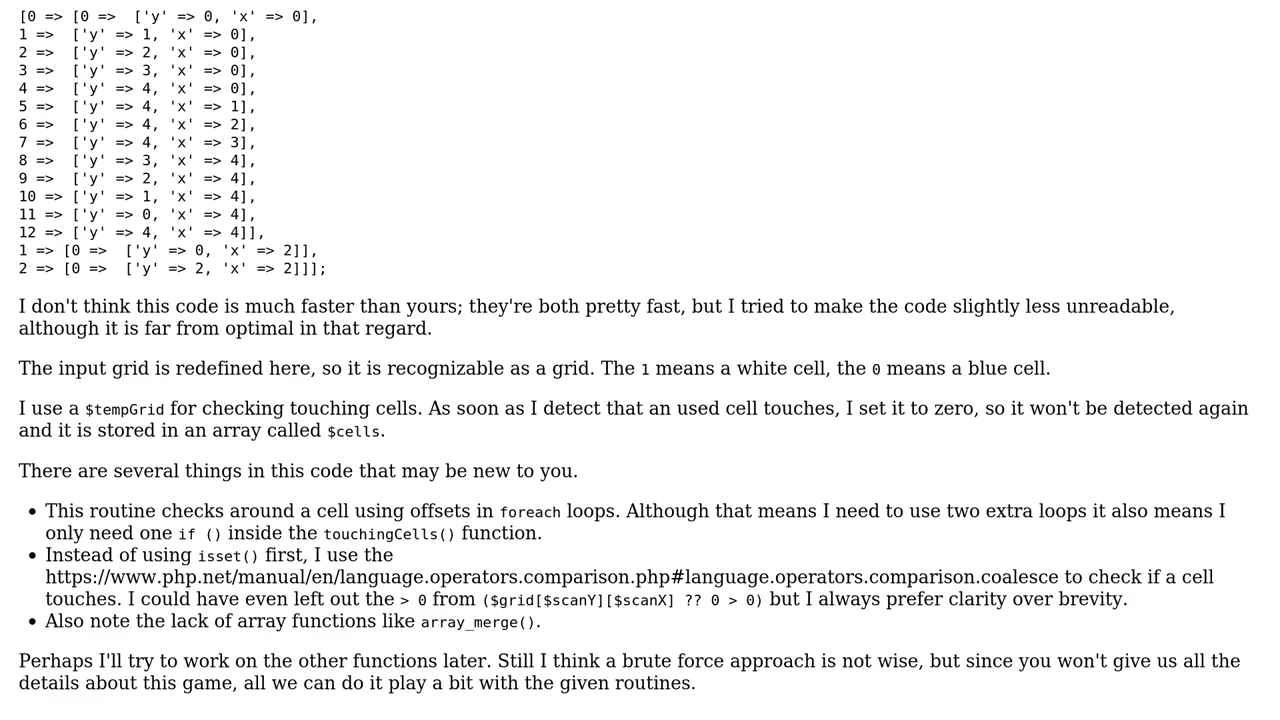 [0 => [0 =>  ['y' => 0, 'x' => 0],
1 =>  ['y' => 1, 'x' => 0],
2 =>  ['y' => 2, 'x' => 0],
3 =>  ['y' => 3, 'x' => 0],
4 =>  ['y' => 4, 'x' => 0],
5 =>  ['y' => 4, 'x' => 1],
6 =>  ['y' => 4, 'x' => 2],
7 =>  ['y' => 4, 'x' => 3],
8 =>  ['y' => 3, 'x' => 4],
9 =>  ['y' => 2, 'x' => 4],
10 => ['y' => 1, 'x' => 4],
11 => ['y' => 0, 'x' => 4],
12 => ['y' => 4, 'x' => 4]],
1 => [0 =>  ['y' => 0, 'x' => 2]],
2 => [0 =>  ['y' => 2, 'x' => 2]]];
I don't think this code is much faster than yours; they're both pretty fast, but I tried to make the code slightly less unreadable,
although it is far from optimal in that regard.
The input grid is redefined here, so it is recognizable as a grid. The 1 means a white cell, the 0 means a blue cell.
I use a $tempGrid for checking touching cells. As soon as I detect that an used cell touches, I set it to zero, so it won't be detected again
and it is stored in an array called $cells.
There are several things in this code that may be new to you.
• This routine checks around a cell using offsets in foreach loops. Although that means I need to use two extra loops it also means I
only need one if () inside the touchingCells() function.
• Instead of using isset() first, I use the
https://www.php.net/manual/en/language.operators.comparison.php#language.operators.comparison.coalesce to check if a cell
touches. I could have even left out the > 0 from ($grid[$scanY][$scanX] ?? 0 > 0) but I always prefer clarity over brevity.
• Also note the lack of array functions like array_merge().
Perhaps I'll try to work on the other functions later. Still I think a brute force approach is not wise, but since you won't give us all the
details about this game, all we can do it play a bit with the given routines.